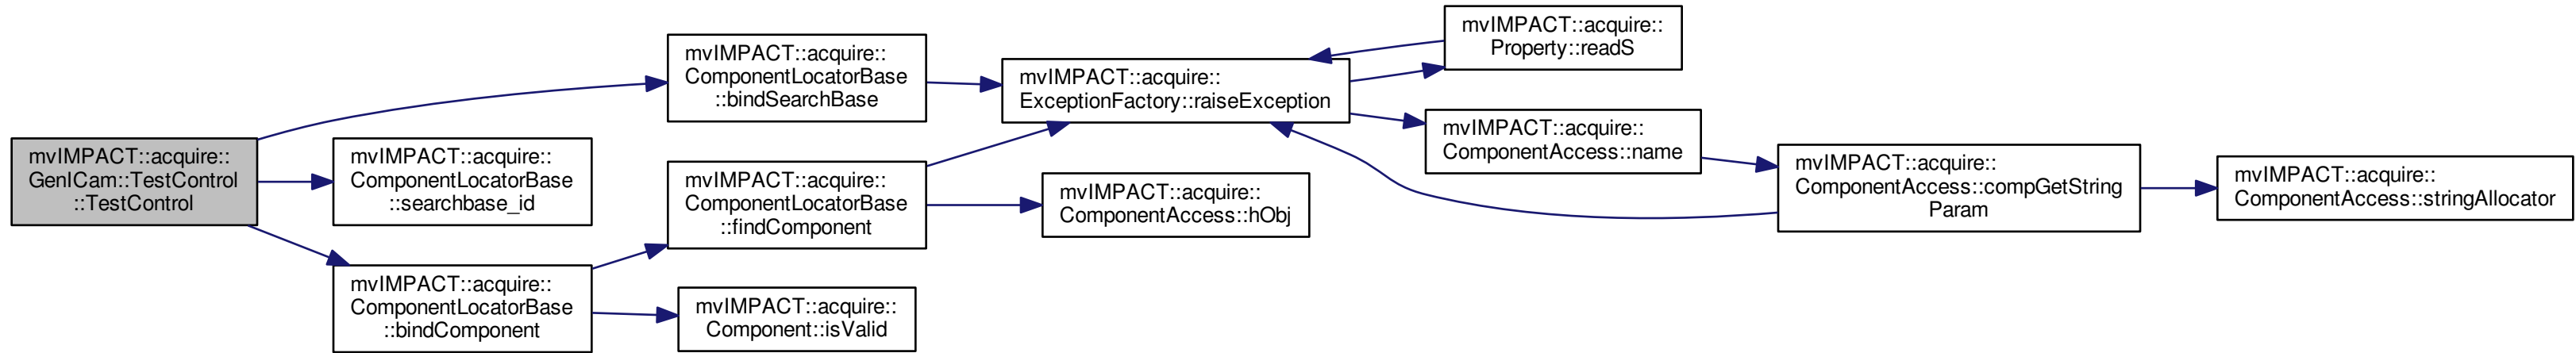 mvIMPACT::acquire::
GenICam::TestControl
::TestControl
mvIMPACT::acquire::
ComponentLocatorBase
::bindSearchBase
mvIMPACT::acquire::
ComponentLocatorBase
::searchbase_id
mvIMPACT::acquire::
ComponentLocatorBase
::bindComponent
mvIMPACT::acquire::
ComponentLocatorBase
::findComponent
mvIMPACT::acquire::
Component::isValid
mvIMPACT::acquire::
ExceptionFactory::raiseException
mvIMPACT::acquire::
ComponentAccess::hObj
mvIMPACT::acquire::
Property::readS
mvIMPACT::acquire::
ComponentAccess::name
mvIMPACT::acquire::
ComponentAccess::compGetString
Param
mvIMPACT::acquire::
ComponentAccess::stringAllocator